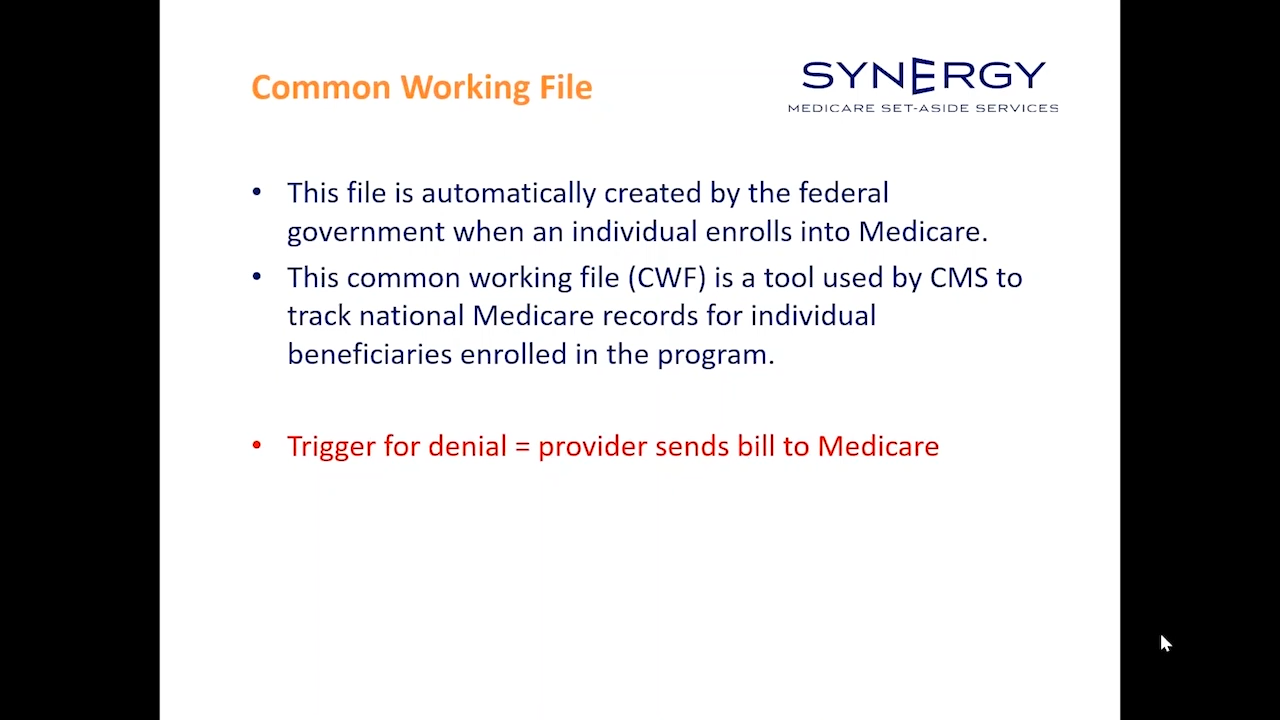 Common Working File
SYNERGY
MEDICARE SET-ASIDE SERVICES
• This file is automatically created by the federal
government when an individual enrolls into Medicare.
• This common working file (CWF) is a tool used by CMS to
track national Medicare records for individual
beneficiaries enrolled in the program.
• Trigger for denial = provider sends bill to Medicare